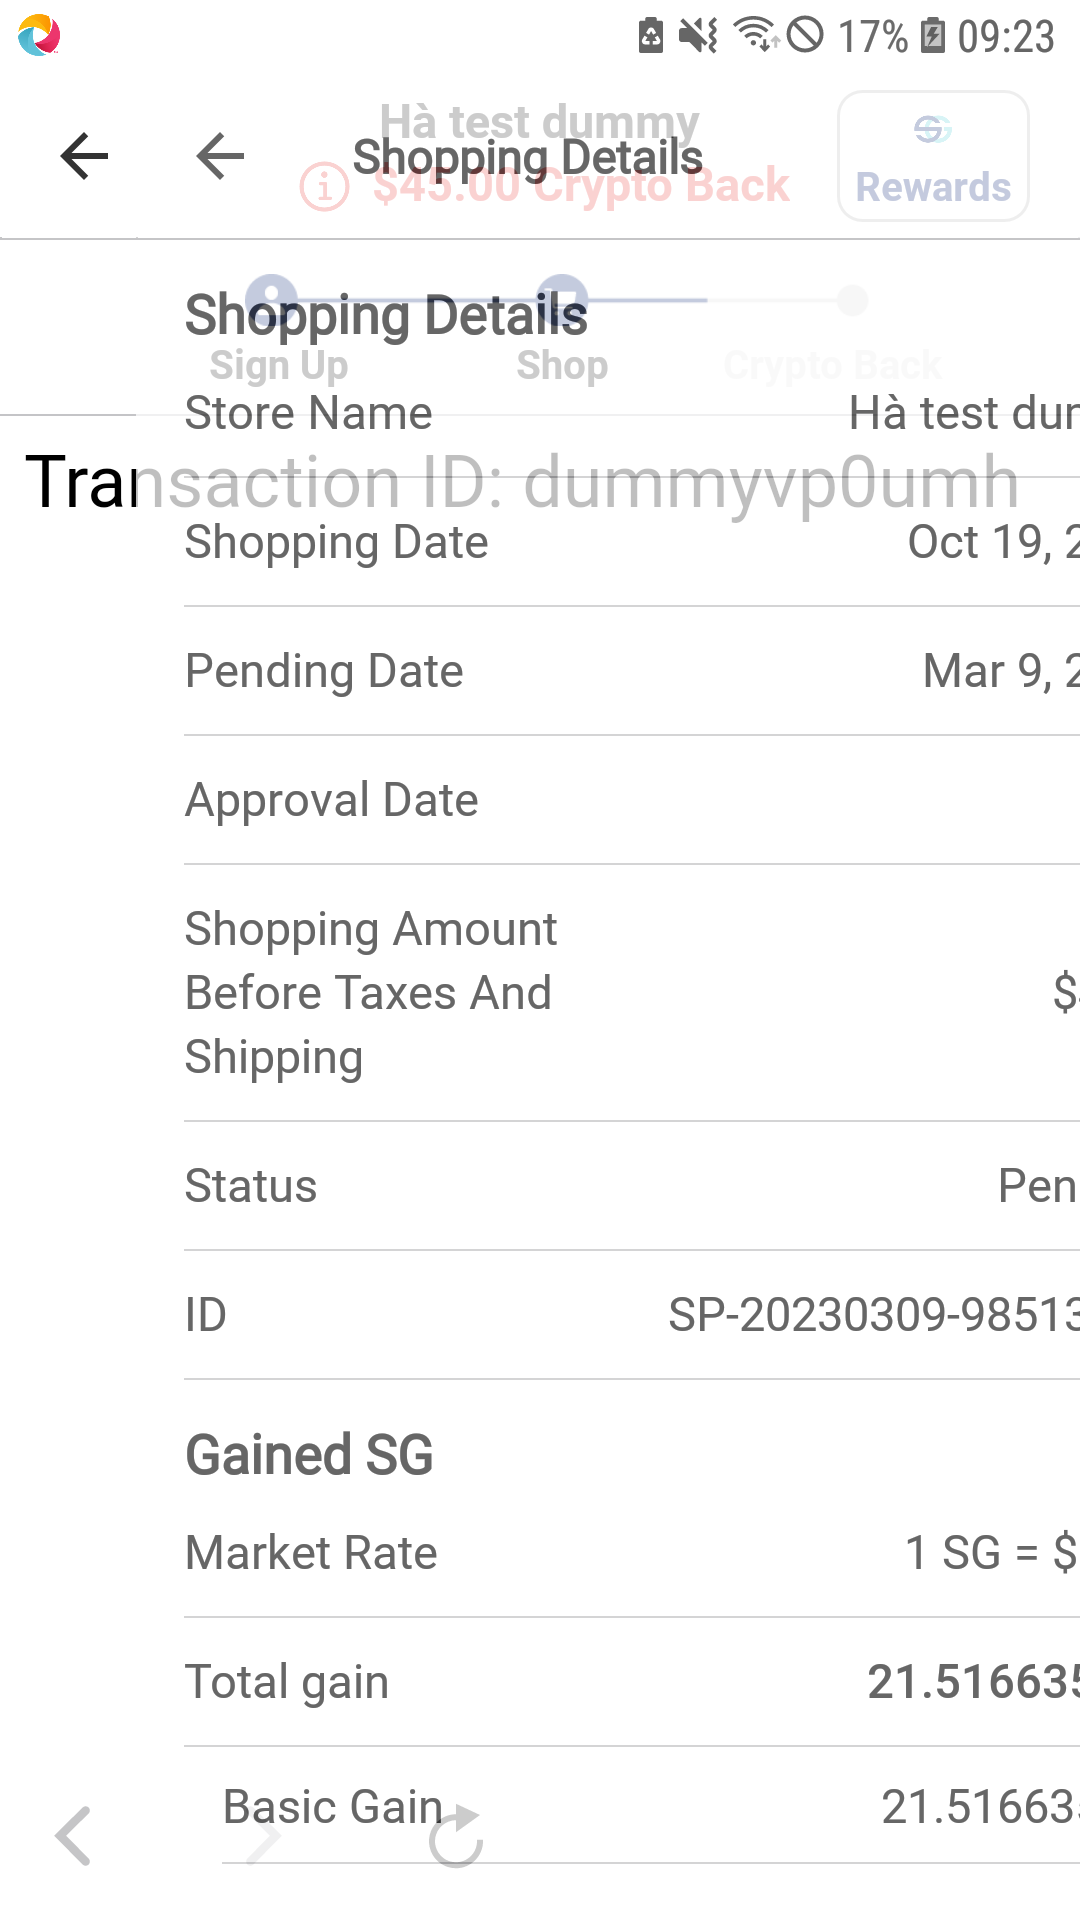 17% 09:23
Hà test dummy
Shopping Details
$45.00 Crypto Back
Rewards
Shopping Details
Sign Up Shop Crypto Back
Store Name Hà test
Transaction ID: dummyvp0umh
Shopping Date Oct 19,
Pending Date Mar 9,
Approval Date
Shopping Amount
Before Taxes And
Shipping
$
Status Pen
ID SP-20230309-98513
Gained SG
Market Rate 1 SG = $
Total gain 21.516635
Basic Gain 21.51663